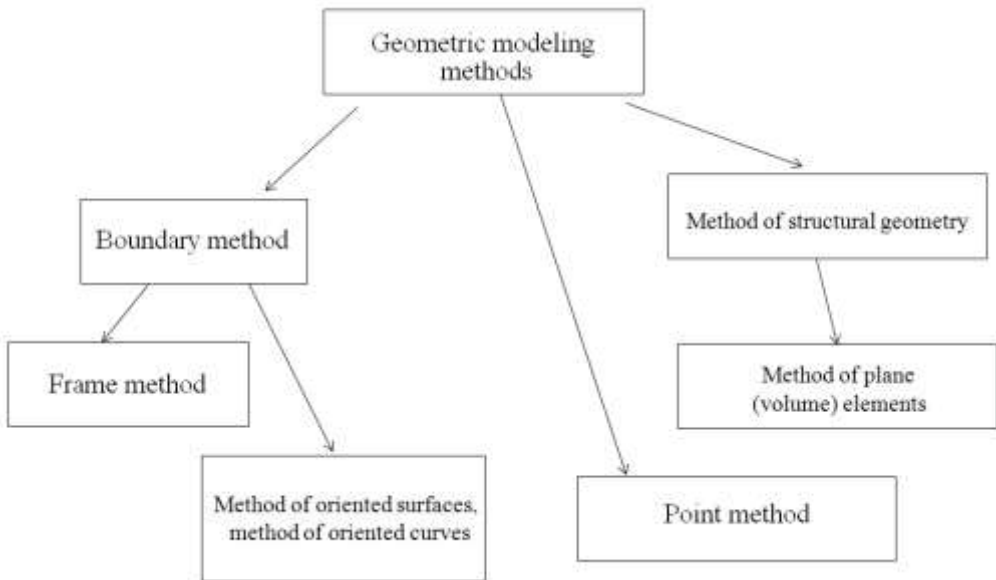 Geometric modeling
methods
Boundary method
Method of structural geometry
Frame method
Method of plane
(volume) elements
Method of oriented surfaces,
method of oriented curves
Point method